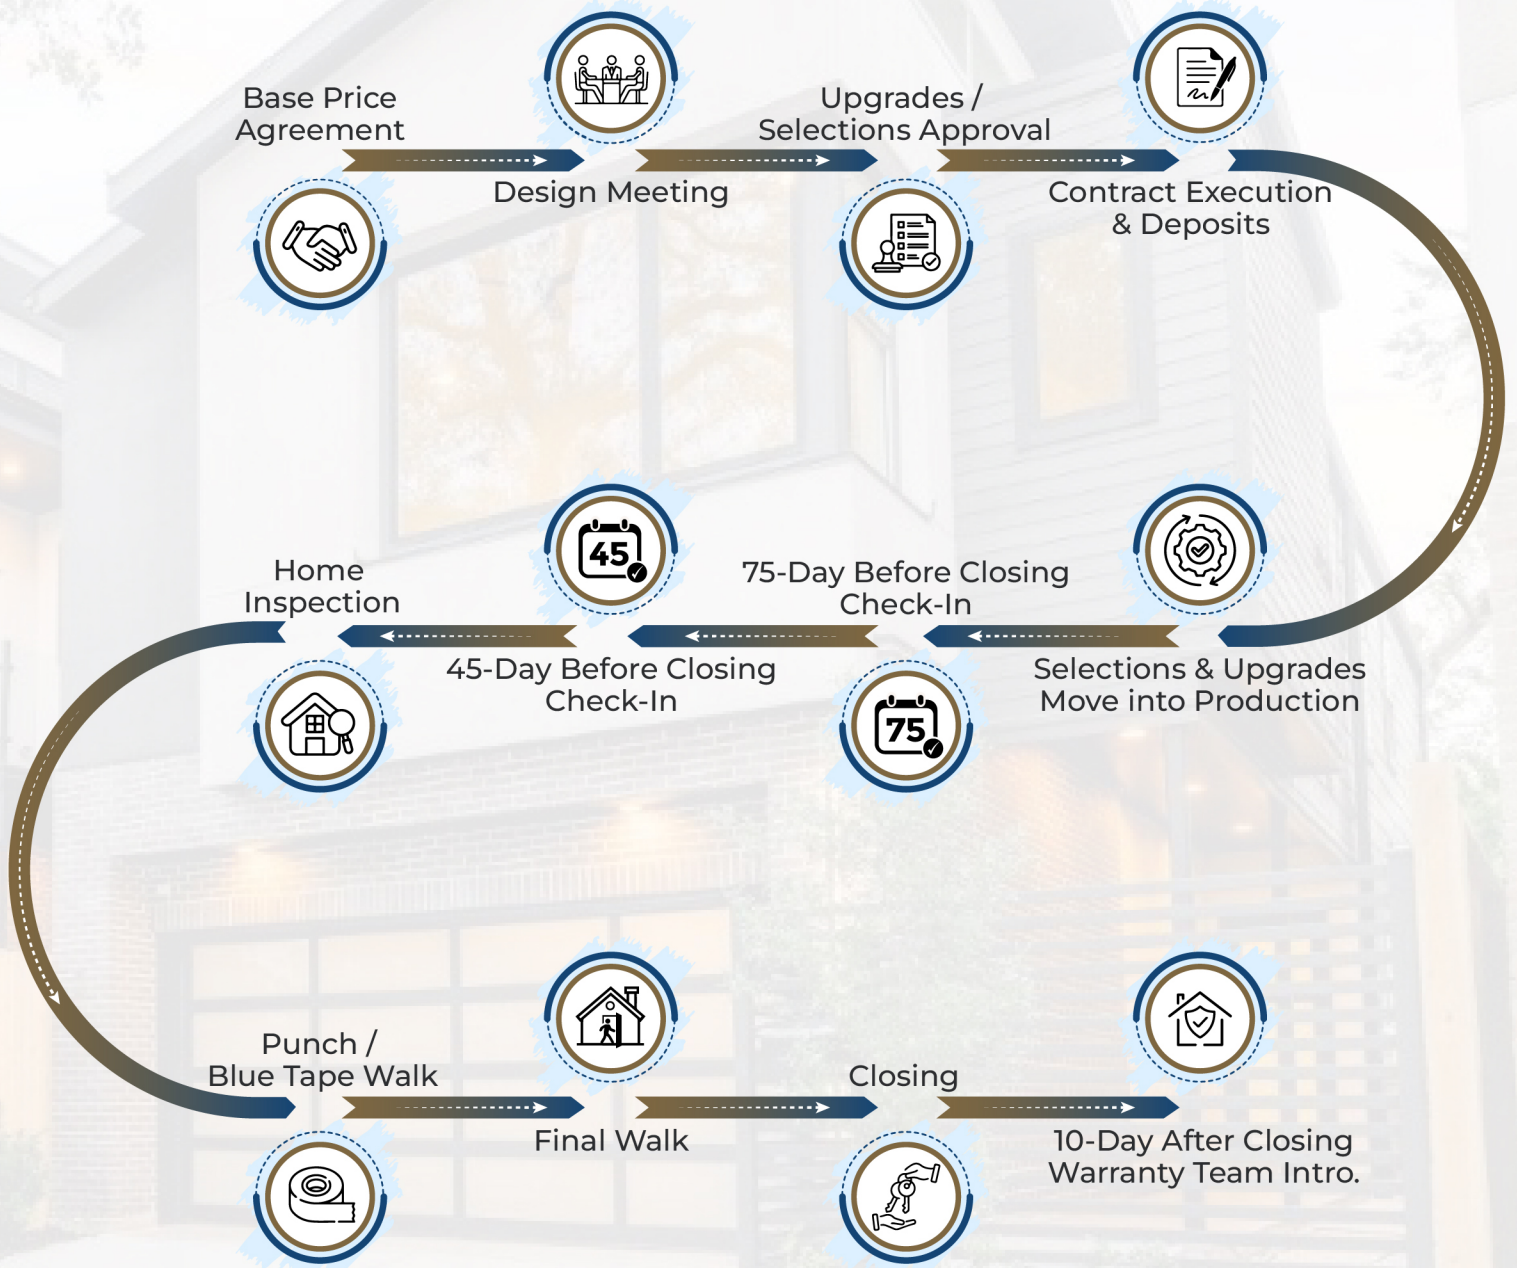 Base Price
Agreement
Design Meeting
Upgrades /
Selections Approval
Contract Execution
& Deposits
Selections & Upgrades
Move into Production
75-Day Before Closing
Check-In
75
45
45-Day Before Closing
Check-In
Home
Inspection
Punch /
Blue Tape Walk
Final Walk
Closing
10-Day After Closing
Warranty Team Intro.